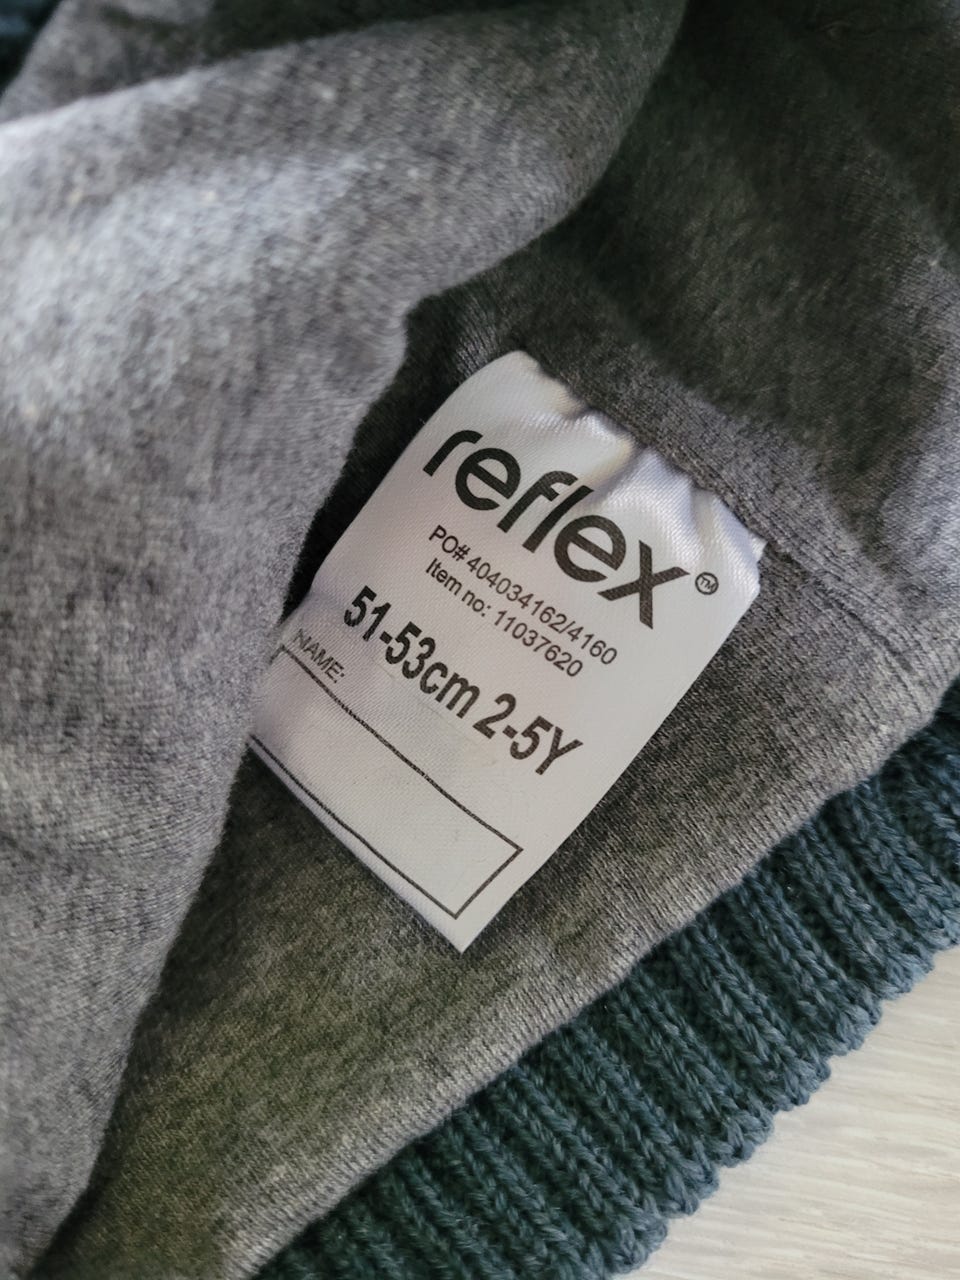 reflex™
PO# 404034162/4160
Item no: 11037620
51-53cm 2-5Y
NAME: